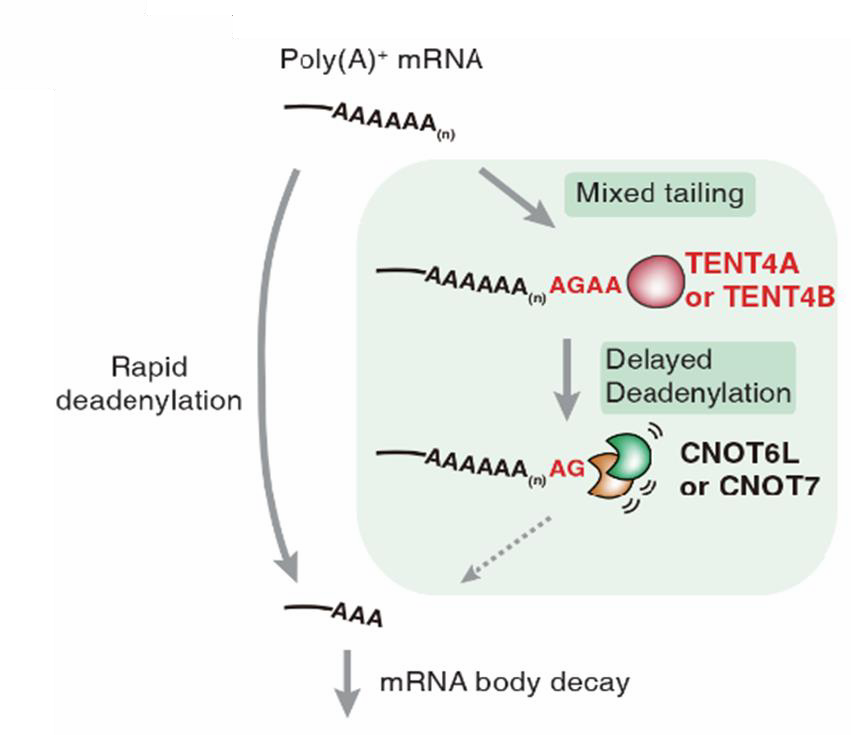 Poly(A)⁺ mRNA
AAAAAA(n)
Mixed tailing
AAAAAA(n)AGAA
TENT4A
or TENT4B
Rapid
deadenylation
Delayed
Deadenylation
AAAAAA(n)AG
CNOT6L
or CNOT7
AAA
mRNA body decay